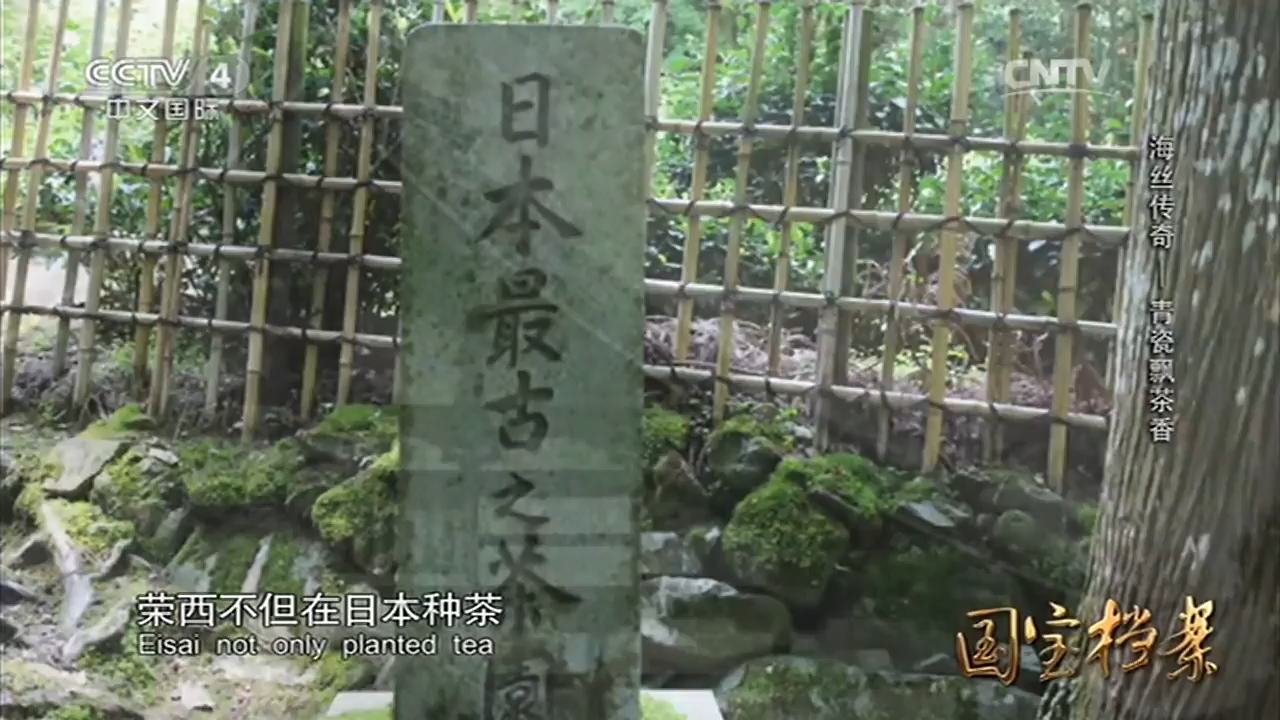 CCTV 4
中文国际
CNTV
日本最古之茶園
海丝传奇—青瓷飘茶香
荣西不但在日本种茶
Eisai not only planted tea
国宝档案